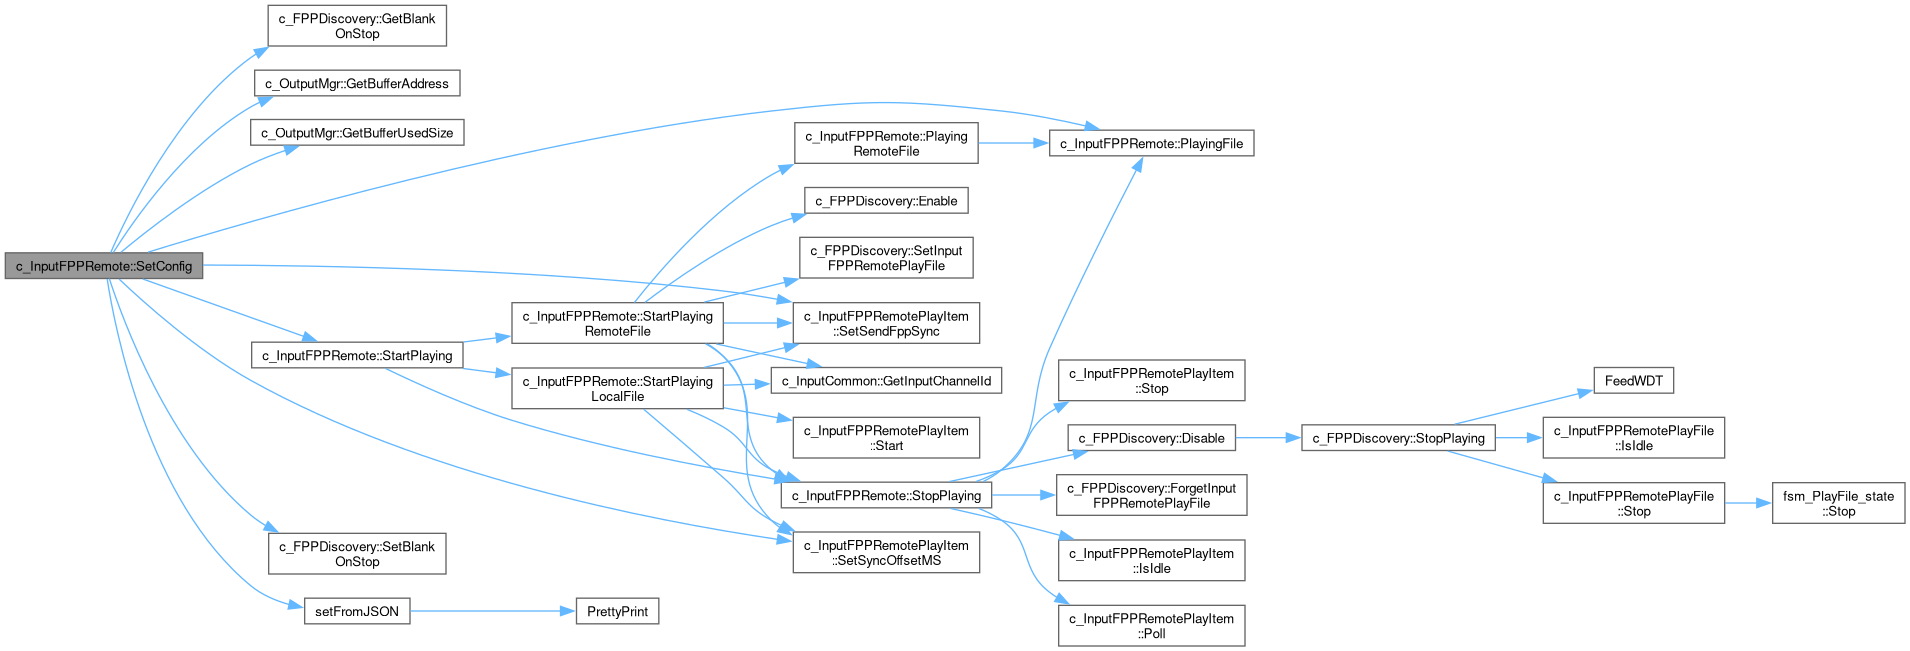 c_FPPDiscovery::GetBlank
OnStop
c_OutputMgr::GetBufferAddress
c_OutputMgr::GetBufferUsedSize
c_InputFPPRemote::SetConfig
c_InputFPPRemote::StartPlaying
c_FPPDiscovery::SetBlank
OnStop
setFromJSON
PrettyPrint
c_InputFPPRemote::StartPlaying
RemoteFile
c_InputFPPRemote::StartPlaying
LocalFile
c_InputFPPRemote::Playing
RemoteFile
c_FPPDiscovery::Enable
c_FPPDiscovery::SetInput
FPPRemotePlayFile
c_InputFPPRemotePlayItem
::SetSendFppSync
c_InputCommon::GetInputChannelId
c_InputFPPRemotePlayItem
::Start
c_InputFPPRemote::StopPlaying
c_InputFPPRemotePlayItem
::SetSyncOffsetMS
c_InputFPPRemote::PlayingFile
c_InputFPPRemotePlayItem
::Stop
c_FPPDiscovery::Disable
c_FPPDiscovery::ForgetInput
FPPRemotePlayFile
c_InputFPPRemotePlayItem
::IsIdle
c_InputFPPRemotePlayItem
::Poll
c_FPPDiscovery::StopPlaying
FeedWDT
c_InputFPPRemotePlayFile
::IsIdle
c_InputFPPRemotePlayFile
::Stop
fsm_PlayFile_state
::Stop